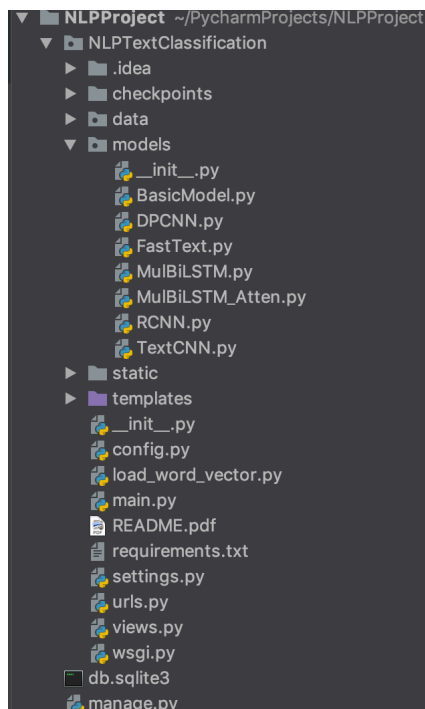 NLPProject ~/PycharmProjects/NLPProject
NLPTextClassification
.idea
checkpoints
data
models
__init__.py
BasicModel.py
DPCNN.py
FastText.py
MulBiLSTM.py
MulBiLSTM_Atten.py
RCNN.py
TextCNN.py
static
templates
__init__.py
config.py
load_word_vector.py
main.py
README.pdf
requirements.txt
settings.py
urls.py
views.py
wsgi.py
db.sqlite3
manage.py